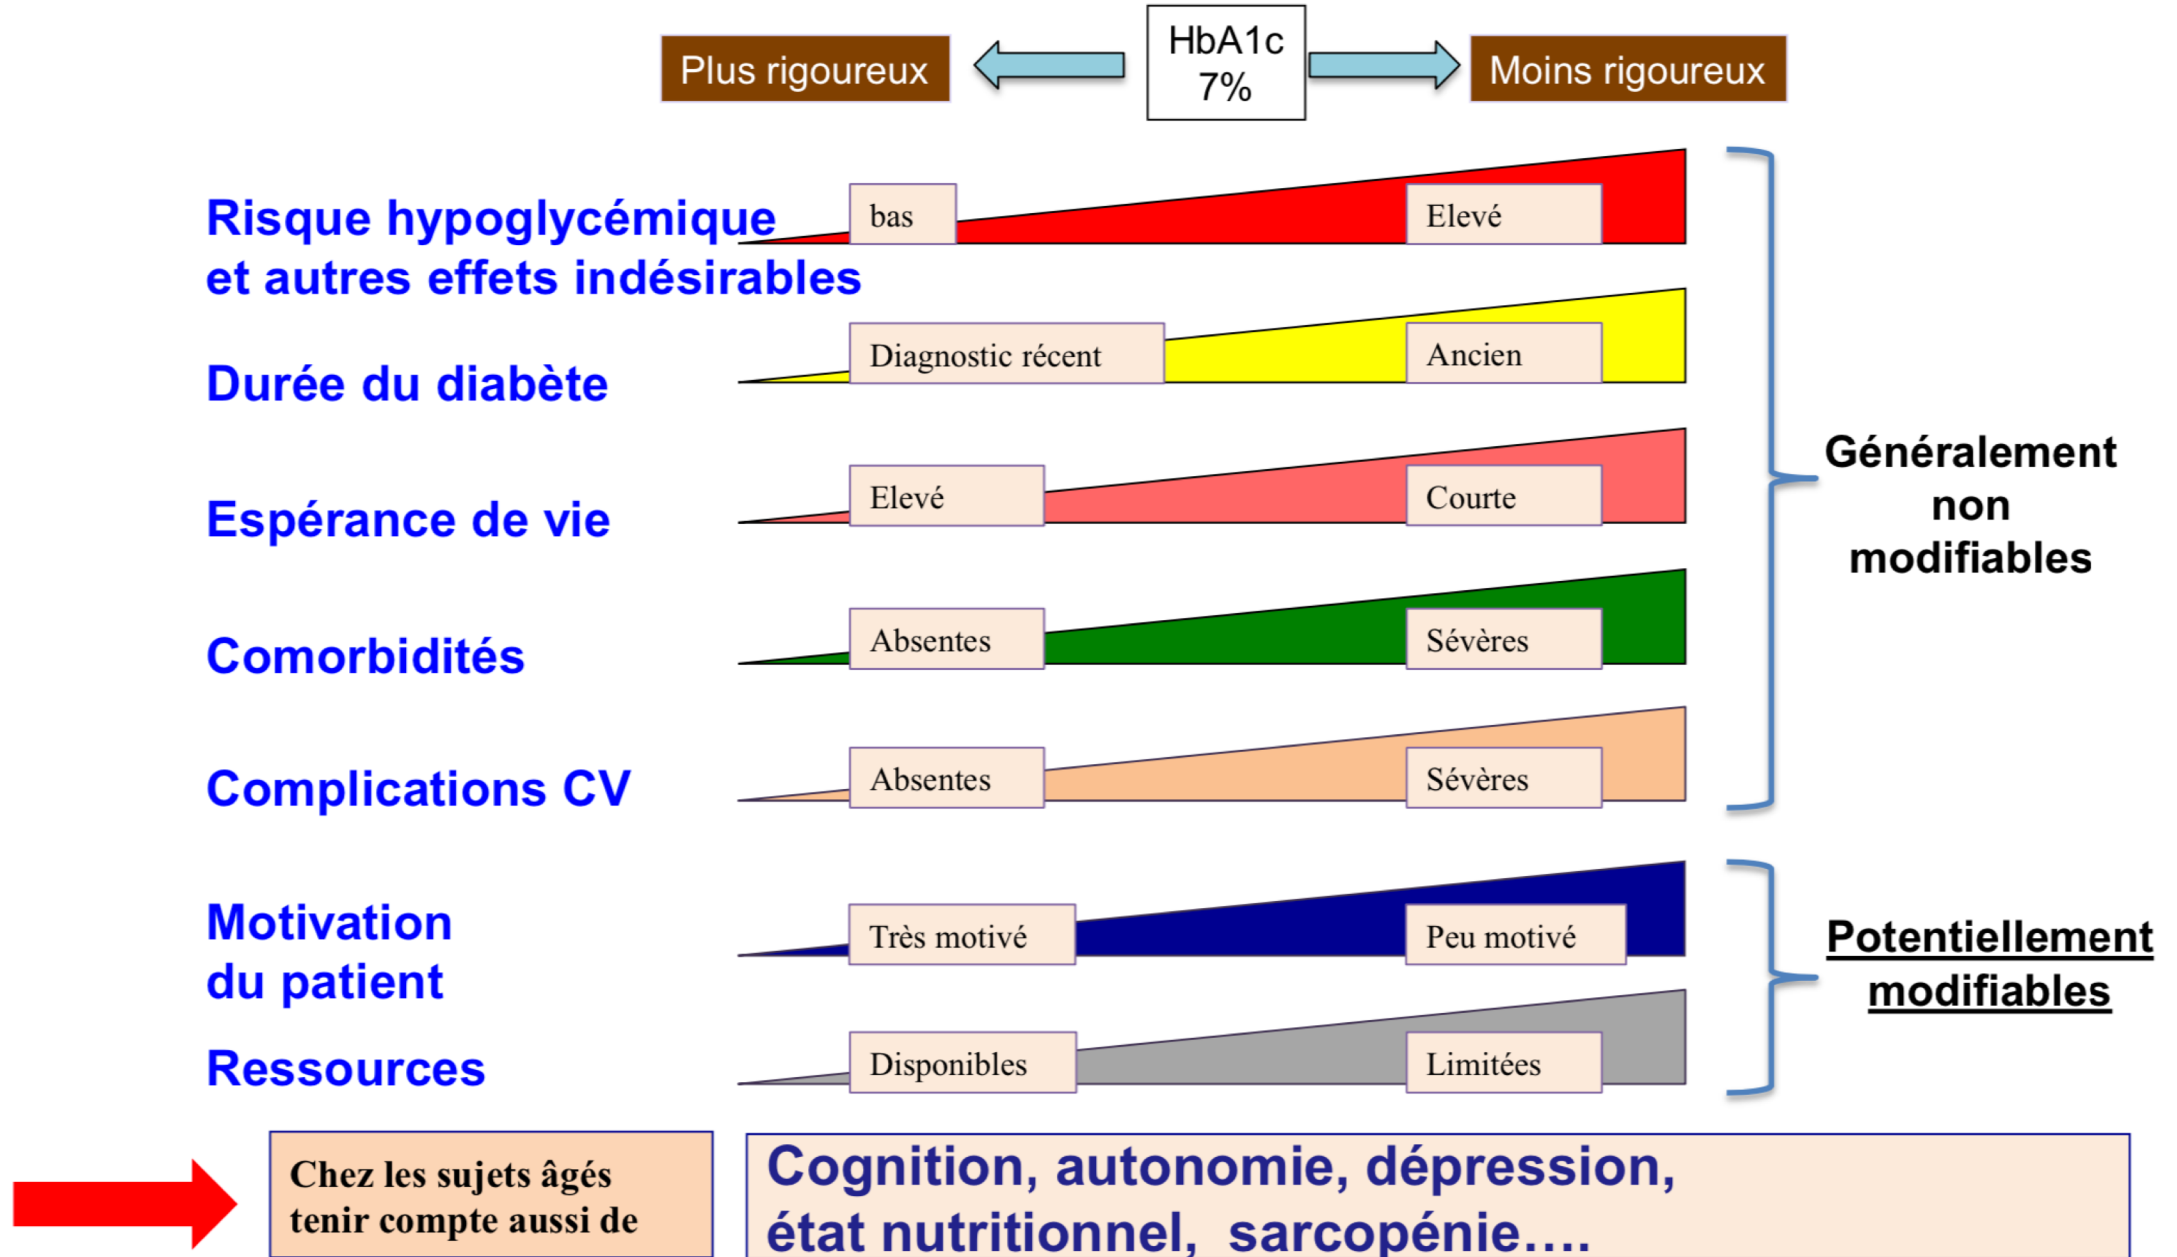 Plus rigoureux
HbA1c
7%
Moins rigoureux
Risque hypoglycémique
et autres effets indésirables
bas
Elevé
Durée du diabète
Diagnostic récent
Ancien
Espérance de vie
Elevé
Courte
Comorbidités
Absentes
Sévères
Complications CV
Absentes
Sévères
Généralement
non
modifiables
Motivation
du patient
Très motivé
Peu motivé
Ressources
Disponibles
Limitées
Potentiellement
modifiables
Chez les sujets âgés
tenir compte aussi de
Cognition, autonomie, dépression,
état nutritionnel, sarcopénie….